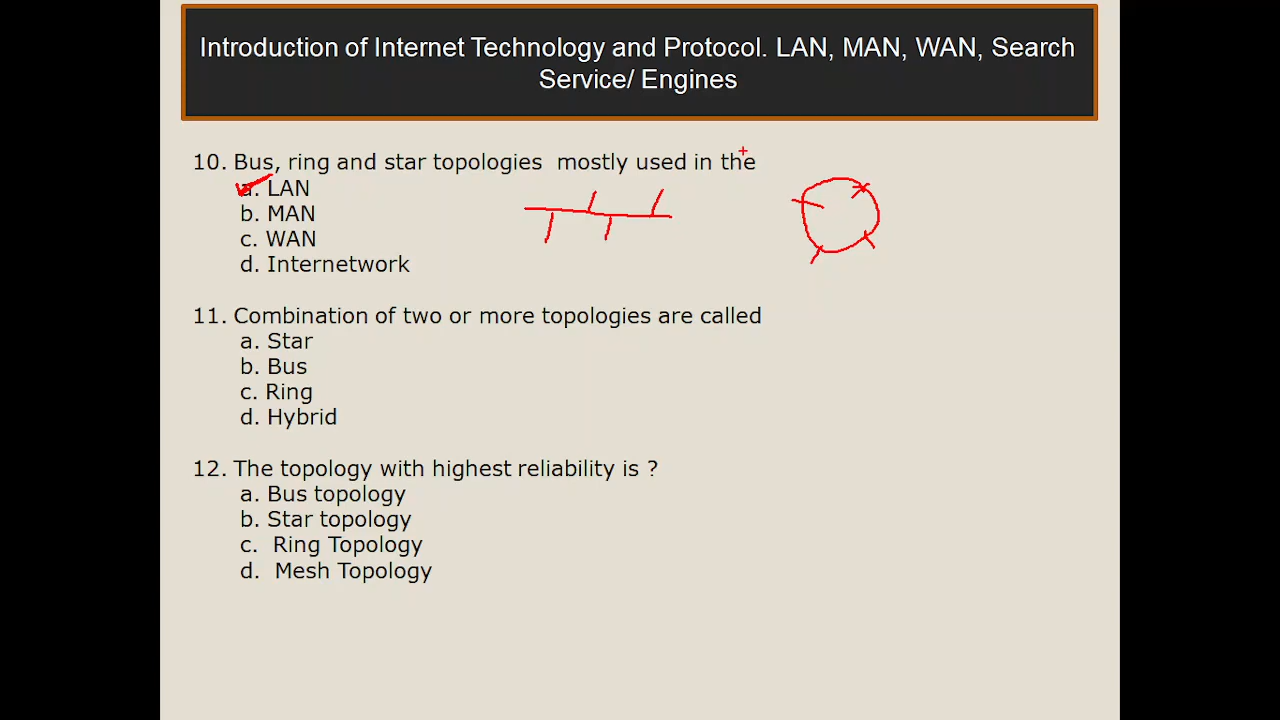 Introduction of Internet Technology and Protocol. LAN, MAN, WAN, Search
Service/ Engines
10. Bus, ring and star topologies mostly used in the
a. LAN
b. MAN
c. WAN
d. Internetwork
11. Combination of two or more topologies are called
a. Star
b. Bus
c. Ring
d. Hybrid
12. The topology with highest reliability is ?
a. Bus topology
b. Star topology
c. Ring Topology
d. Mesh Topology